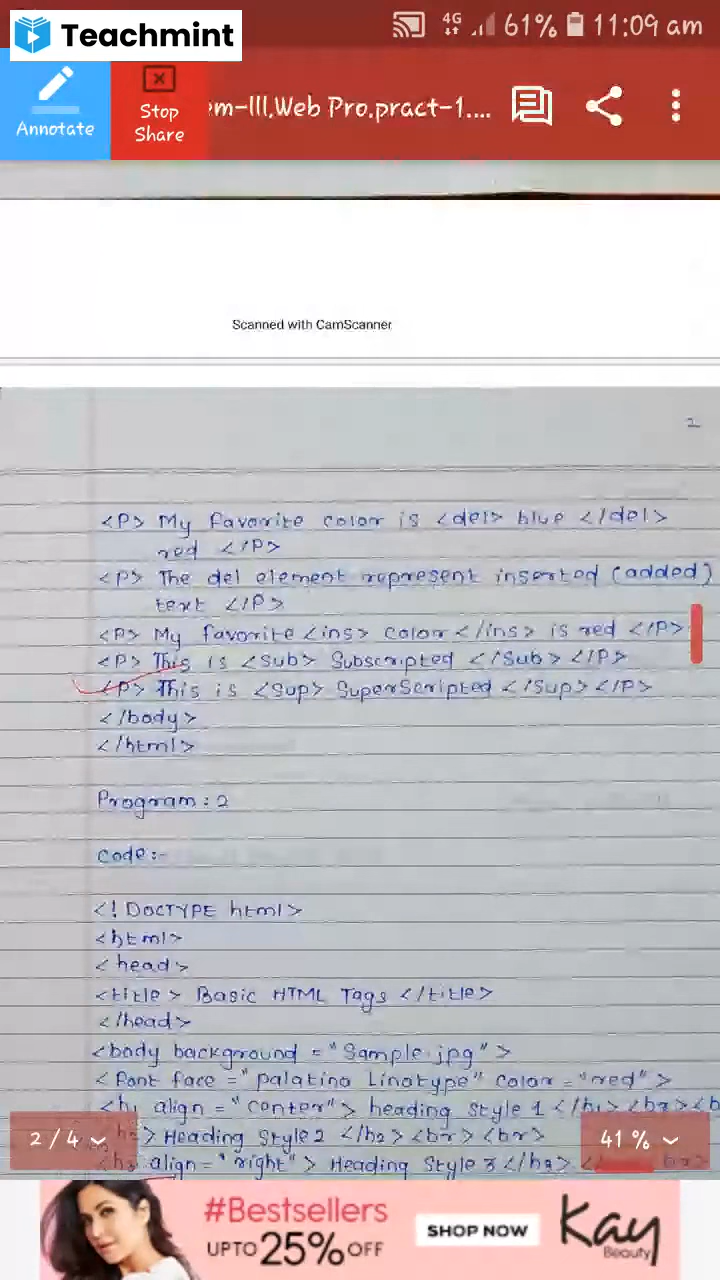 Teachmint
4G 61% 11:09 am
Annotate
Stop
Share
em-III,Web Pro.pract-1....
Scanned with CamScanner
2
<P> My favorite color is <del> blue </del>
red </P>
<P> The del element represent inserted (added)
text </P>
<P> My favorite <ins> color </ins> is red </P>
<P> This is <Sub> Subscripted </Sub> </P>
<P> This is <Sup> SuperScripted </Sup> </P>
</body>
</html>
Program : 2
Code :-
<! DOCTYPE html>
<html>
<head>
<title> Basic HTML Tags </title>
</head>
<body background = "Sample.jpg">
<font face = "palatino Linotype" color = "red">
<h1 align = "center"> heading Style 1 </h1> <br> <b
2 / 4
> Heading Style 2 </h2> <br> <br>
41 %
<h3 align = "right" > Heading Style 3 </h3> br>
#Bestsellers
UPTO 25% OFF
SHOP NOW
Kay
Beauty